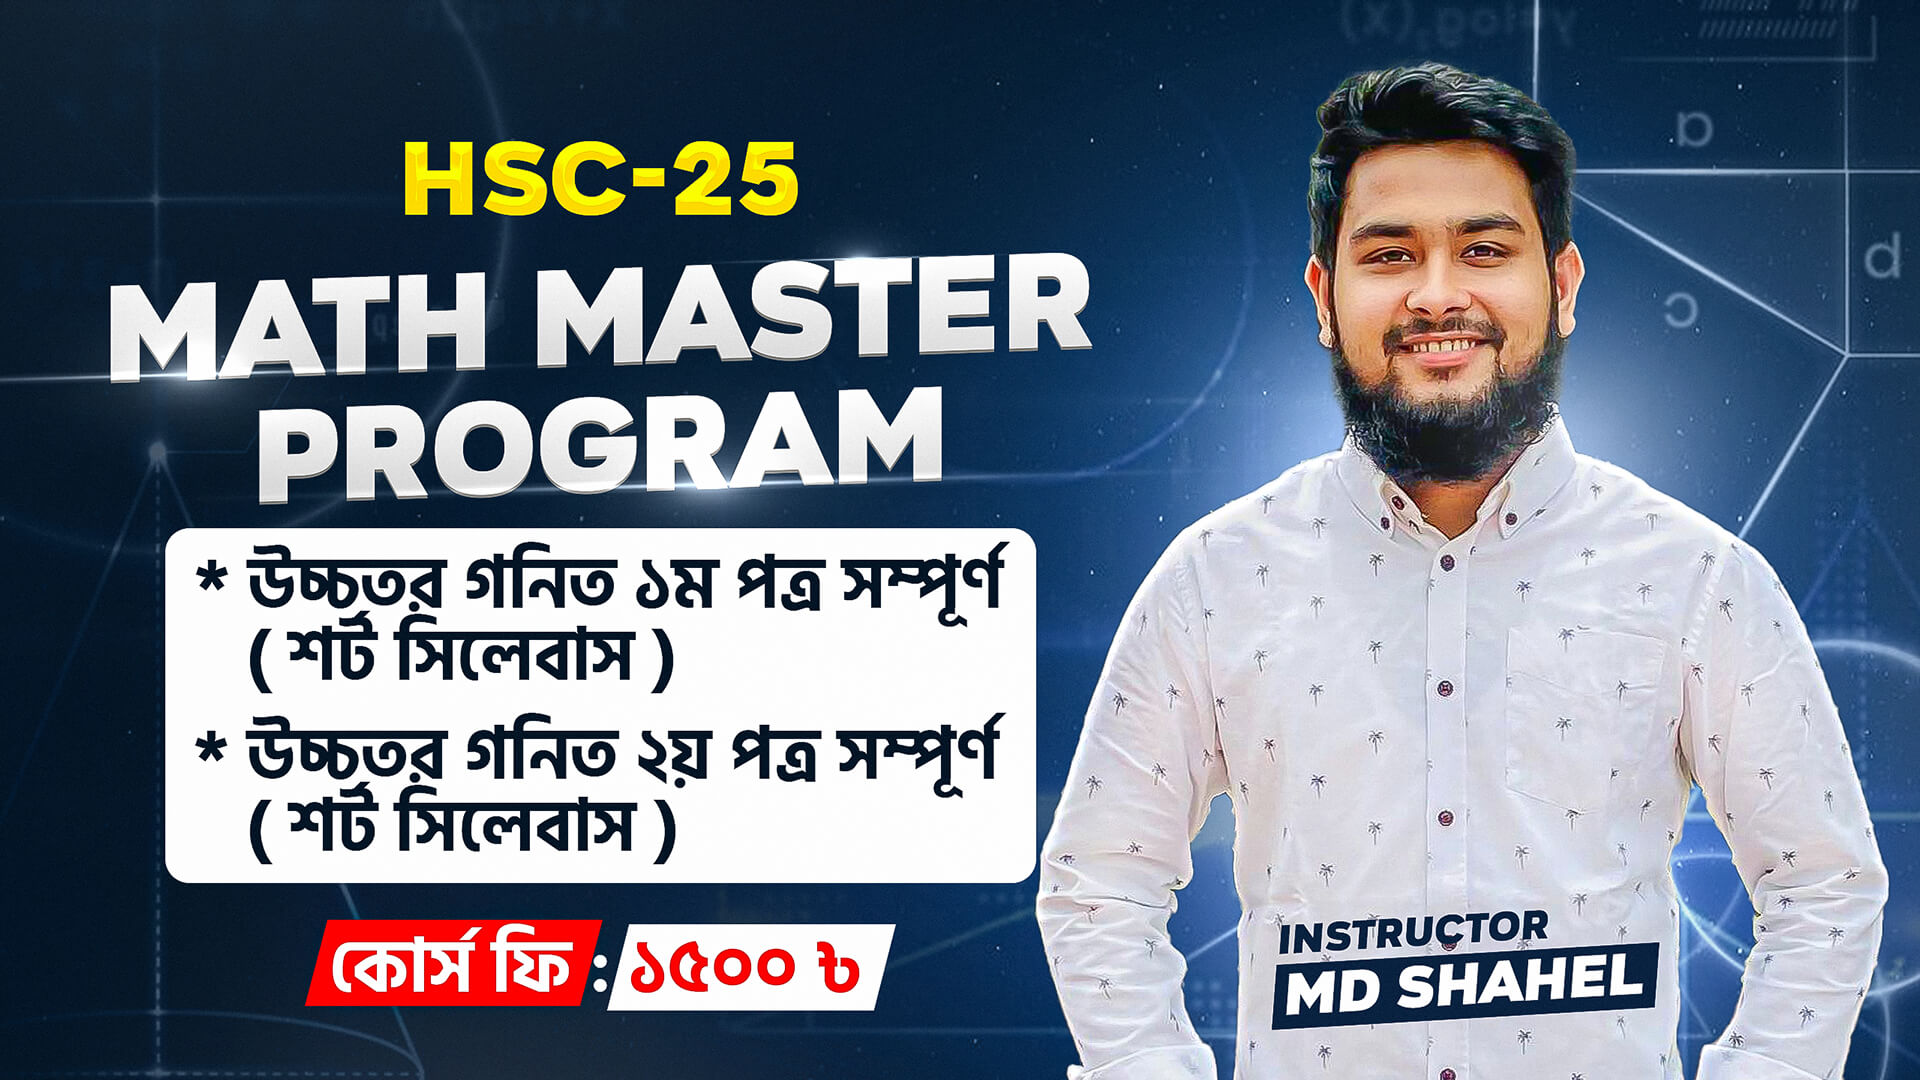 HSC-25
MATH MASTER
PROGRAM
* উচ্চতর গনিত ১ম পত্র সম্পূর্ণ
( শর্ট সিলেবাস )
* উচ্চতর গনিত ২য় পত্র সম্পূর্ণ
( শর্ট সিলেবাস )
কোর্স ফি : ১৫০০ ৳
INSTRUCTOR
MD SHAHEL